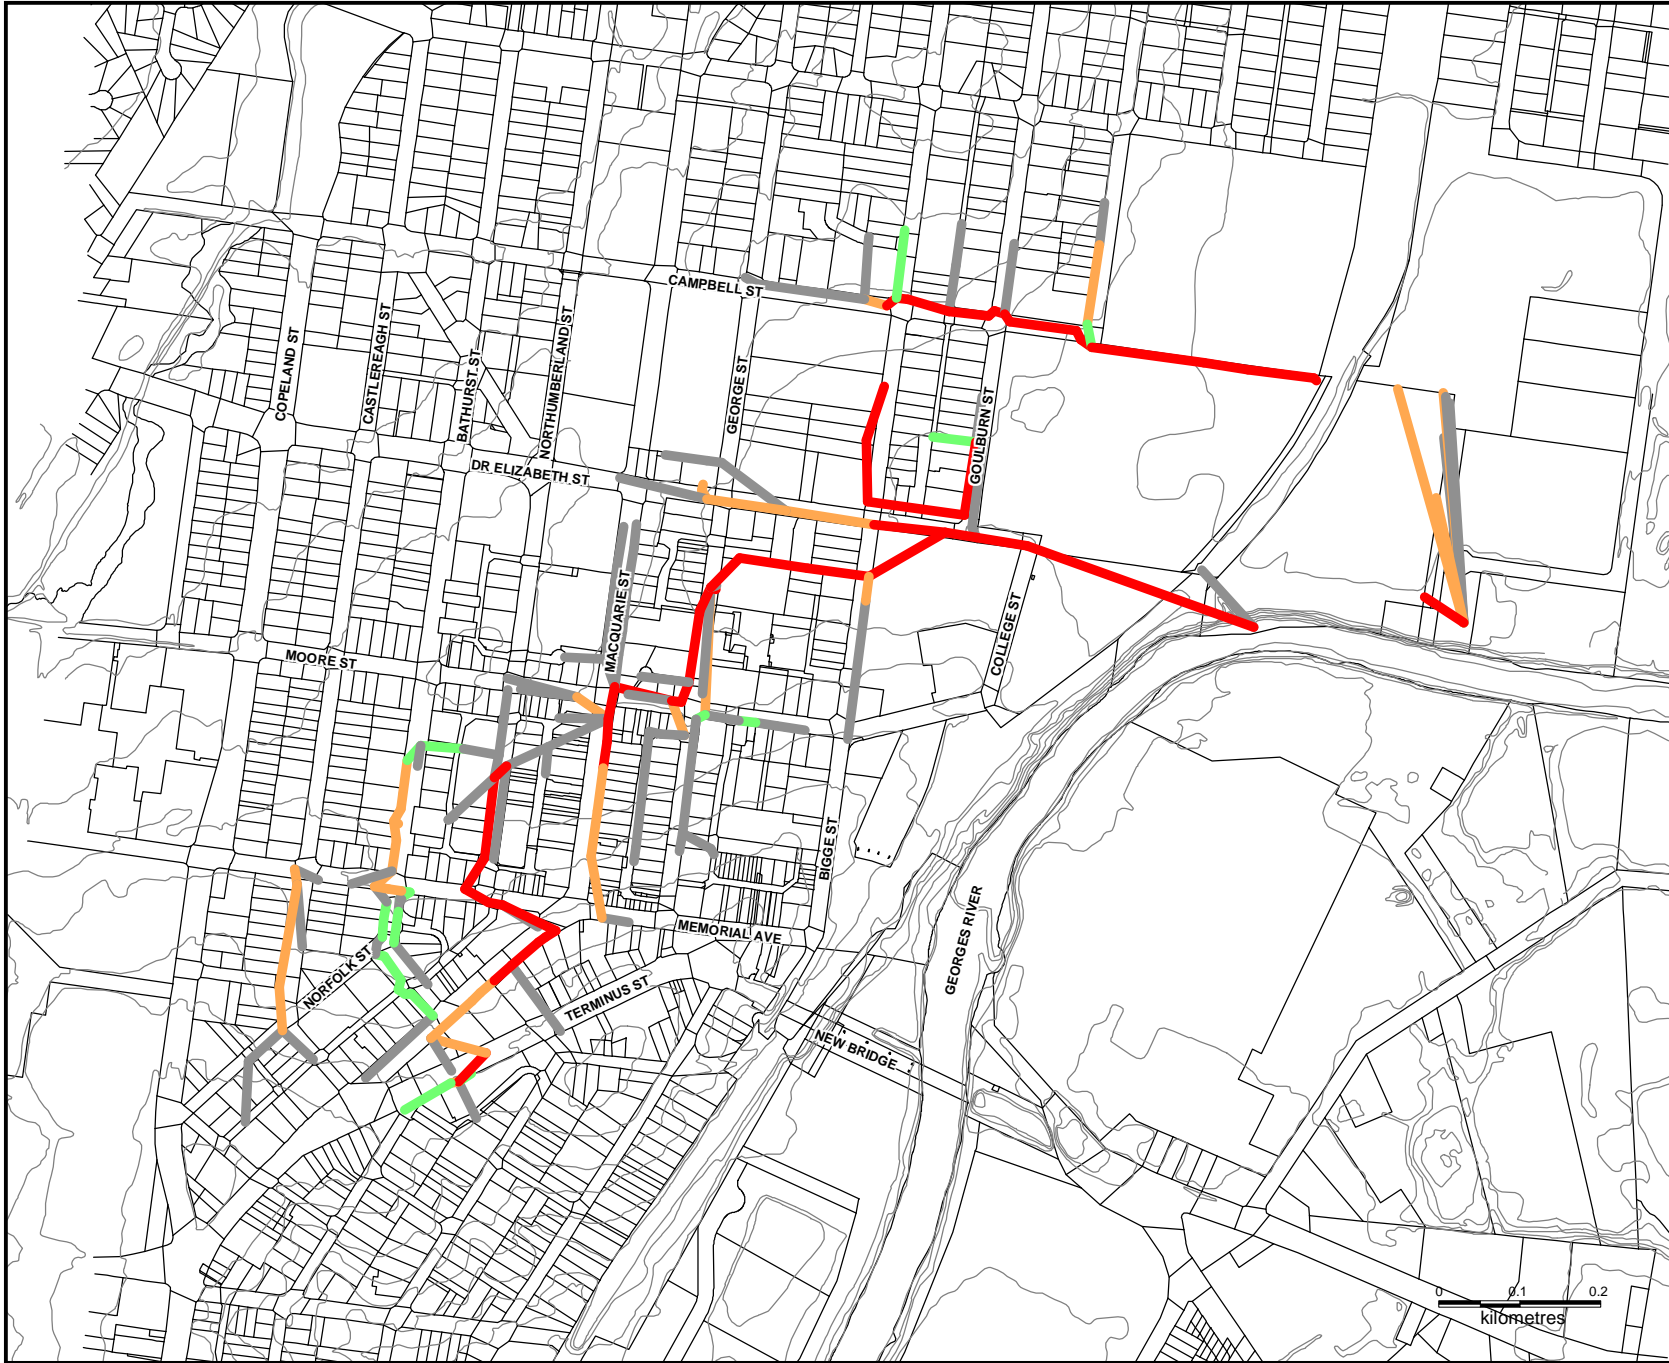 CAMPBELL ST
COPELAND ST
CASTLEREAGH ST
BATHURST ST
NORTHUMBERLAND ST
GEORGE ST
GOULBURN ST
DR ELIZABETH ST
MACQUARIE ST
COLLEGE ST
MOORE ST
BIGGE ST
GEORGES RIVER
MEMORIAL AVE
NORFOLK ST
TERMINUS ST
NEW BRIDGE
0 0.1 0.2
kilometres